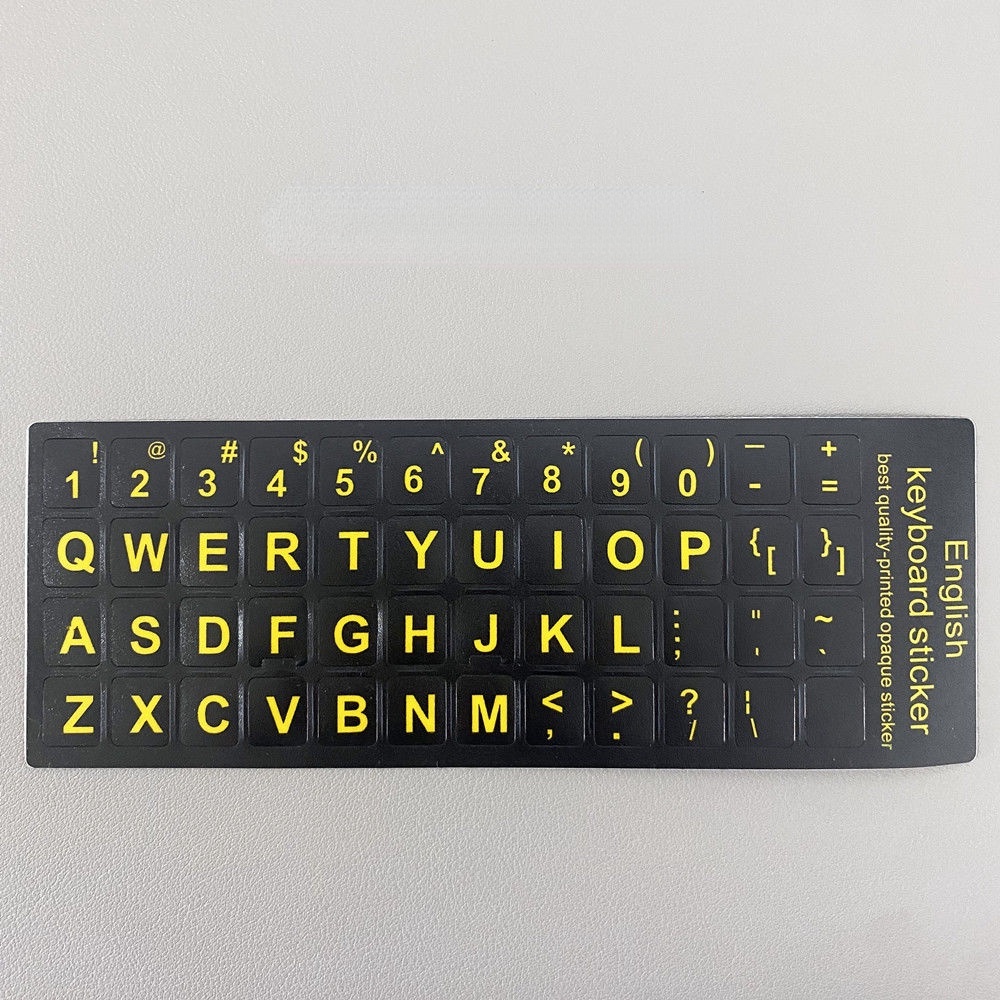 ! @ # $ % ^ & * ( ) — +
1 2 3 4 5 6 7 8 9 0 - =
Q W E R T Y U I O P { [ } ]
A S D F G H J K L : ; " ' ~ `
Z X C V B N M < , > . ? / ¦ \
English
keyboard sticker
best quality-printed opaque sticker